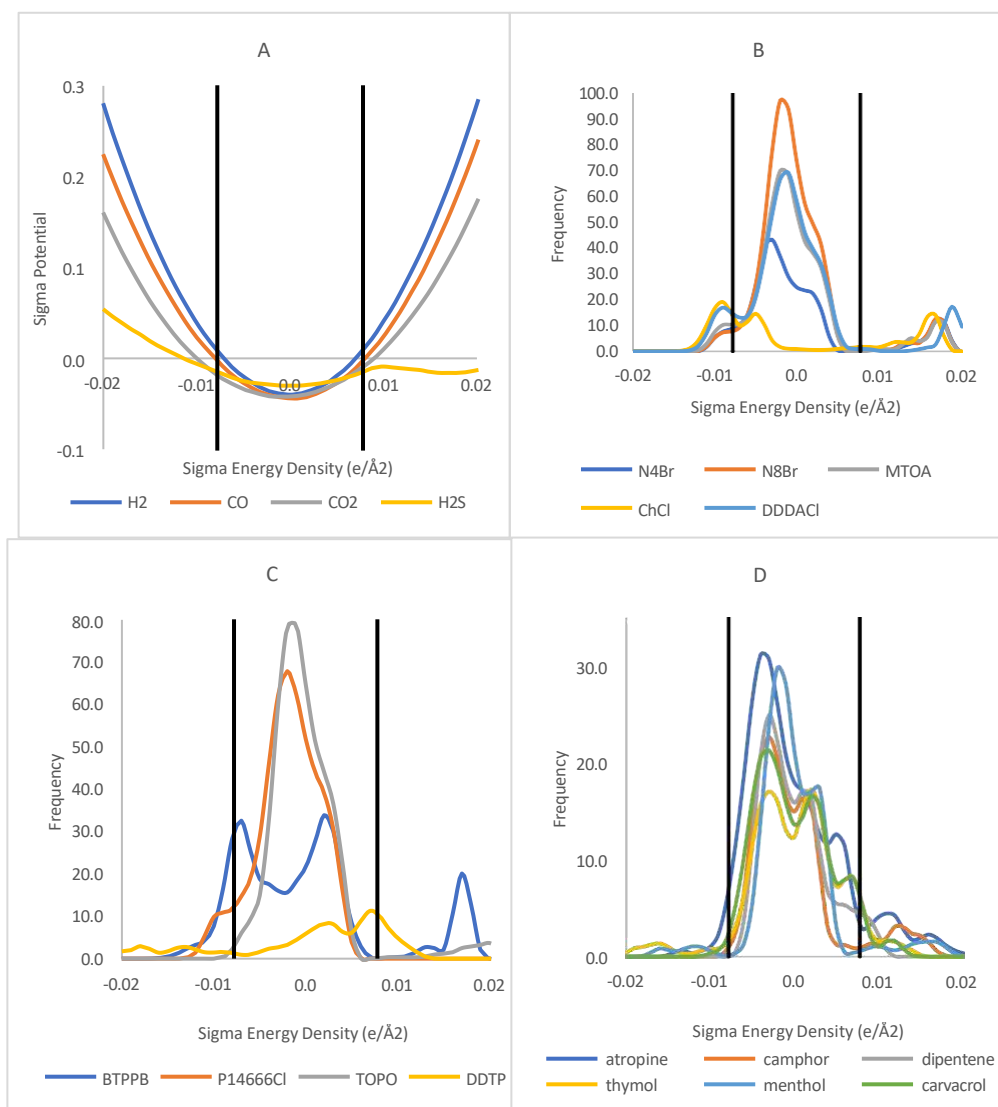 A
0.3
0.2
0.1
0.0
-0.1
-0.02
-0.01
0.0
0.01
0.02
Sigma Potential
Sigma Energy Density (e/Å2)
H2 CO CO2 H2S
B
100.0
90.0
80.0
70.0
60.0
50.0
40.0
30.0
20.0
10.0
0.0
-0.02 -0.01 0.0 0.01 0.02
Frequency
Sigma Energy Density (e/Å2)
N4Br N8Br MTOA
ChCl DDDACl
C
80.0
70.0
60.0
50.0
40.0
30.0
20.0
10.0
0.0
-0.02 -0.01 0.0 0.01 0.02
Frequency
Sigma Energy Density (e/Å2)
BTPPB P14666Cl TOPO DDTP
D
30.0
20.0
10.0
0.0
-0.02 -0.01 0.0 0.01 0.02
Frequency
Sigma Energy Density (e/Å2)
atropine camphor dipentene
thymol menthol carvacrol